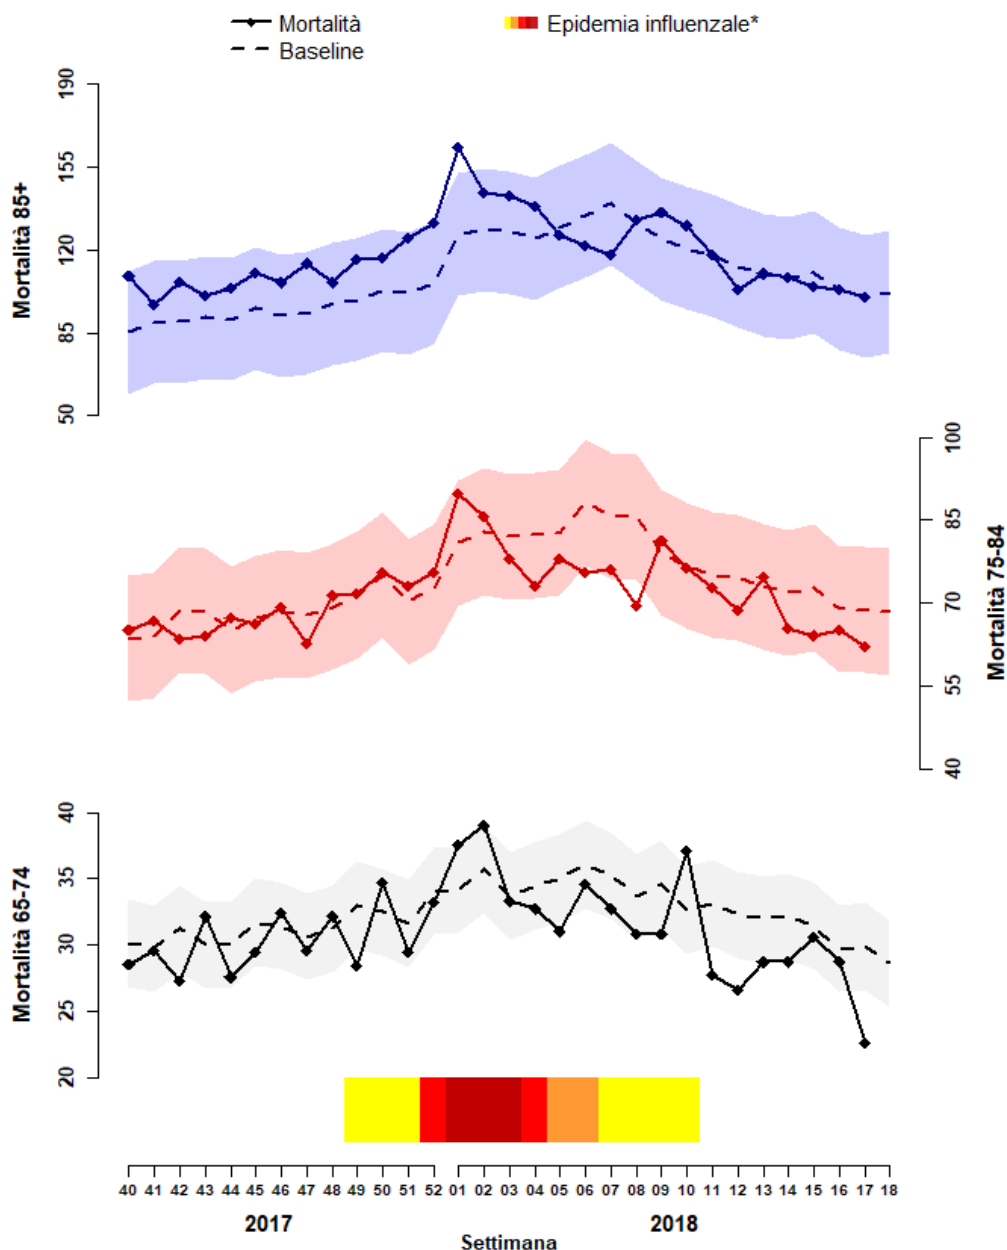 Mortalità
Baseline
Epidemia influenzale*
Mortalità 85+
190
155
120
85
50
Mortalità 75-84
100
85
70
55
40
Mortalità 65-74
40
35
30
25
20
40 41 42 43 44 45 46 47 48 49 50 51 52 01 02 03 04 05 06 07 08 09 10 11 12 13 14 15 16 17 18
2017 2018
Settimana